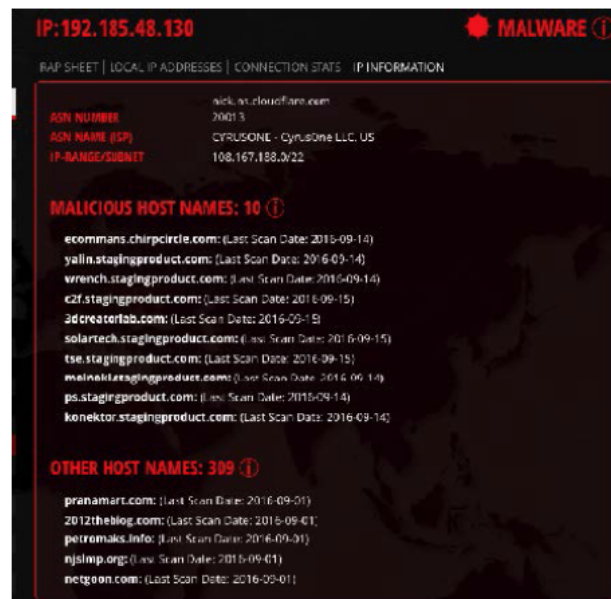 IP:192.185.48.130
MALWARE
RAP SHEET | LOCAL IP ADDRESSES | CONNECTION STATS IP INFORMATION
nick.ns.cloudflare.com
ASN NUMBER 20013
ASN NAME (ISP) CYRUSONE - CyrusOne LLC, US
IP-RANGE/SUBNET 108.167.188.0/22
MALICIOUS HOST NAMES: 10
ecommans.chirpcircle.com: (Last Scan Date: 2016-09-14)
yalin.stagingproduct.com: (Last Scan Date: 2016-09-14)
wrench.stagingproduct.com: (Last Scan Date: 2016-09-14)
c2f.stagingproduct.com: (Last Scan Date: 2016-09-15)
3dcreatorlab.com: (Last Scan Date: 2016-09-15)
solartech.stagingproduct.com: (Last Scan Date: 2016-09-15)
tse.stagingproduct.com: (Last Scan Date: 2016-09-15)
(Last Scan Date: 2016-09-14)
ps.stagingproduct.com: (Last Scan Date: 2016-09-14)
konektor.stagingproduct.com: (Last Scan Date: 2016-09-14)
OTHER HOST NAMES: 309
pranamart.com: (Last Scan Date: 2016-09-01)
2012theblog.com: (Last Scan Date: 2016-09-01)
petromaks.info: (Last Scan Date: 2016-09-01)
njslmp.org: (Last Scan Date: 2016-09-01)
netgoon.com: (Last Scan Date: 2016-09-01)